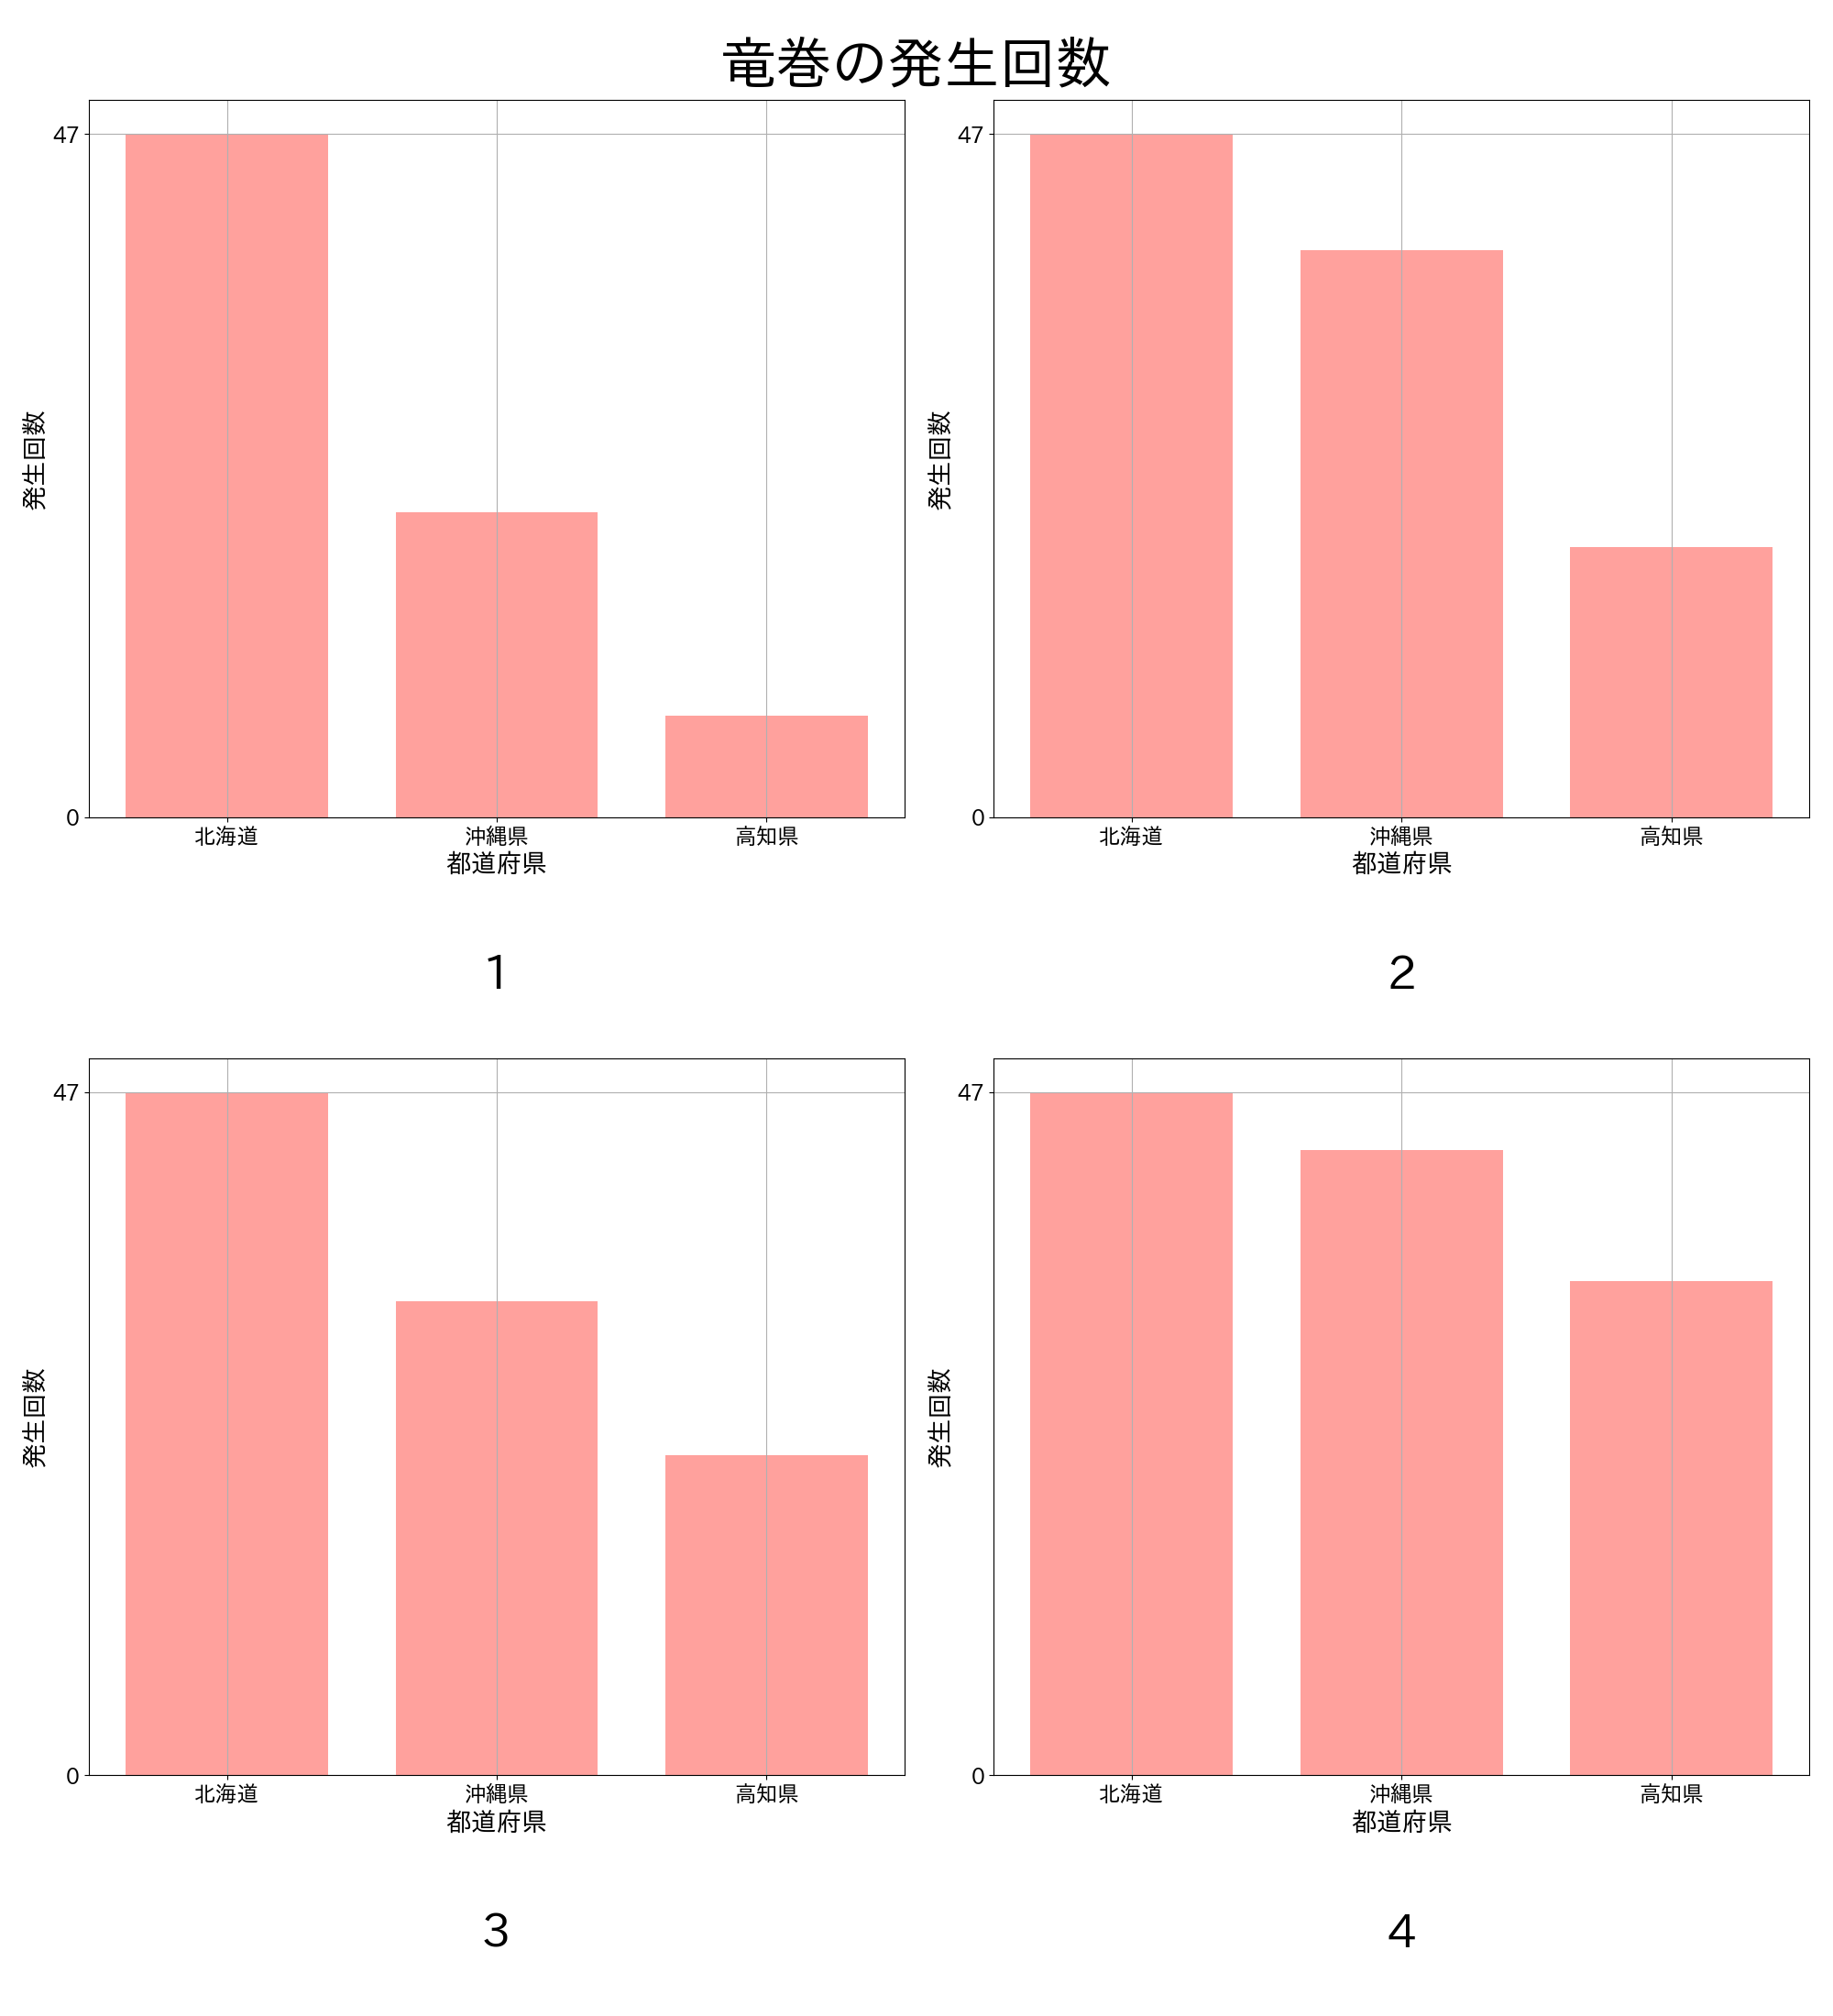 竜巻の発生回数
47
0
発生回数
北海道 沖縄県 高知県
都道府県
1
47
0
発生回数
北海道 沖縄県 高知県
都道府県
2
47
0
発生回数
北海道 沖縄県 高知県
都道府県
3
47
0
発生回数
北海道 沖縄県 高知県
都道府県
4